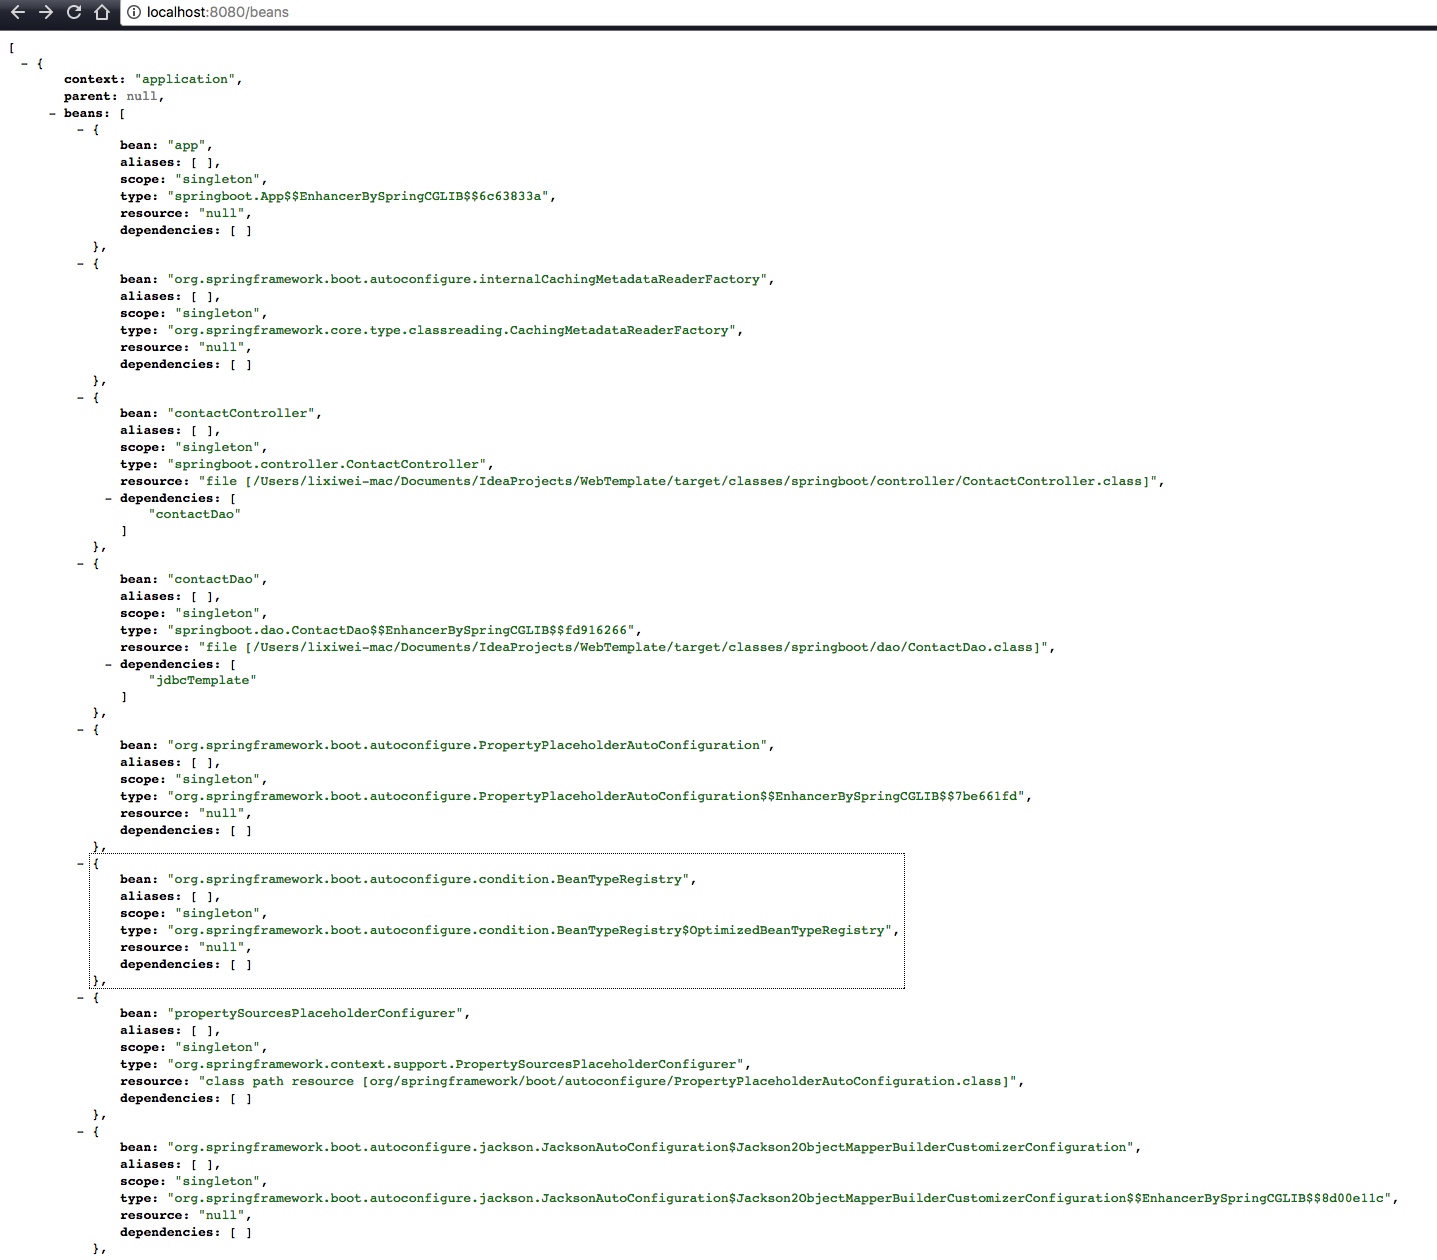 localhost:8080/beans
[
- {
context: "application",
parent: null,
- beans: [
- {
bean: "app",
aliases: [ ],
scope: "singleton",
type: "springboot.App$$EnhancerBySpringCGLIB$$6c63833a",
resource: "null",
dependencies: [ ]
},
- {
bean: "org.springframework.boot.autoconfigure.internalCachingMetadataReaderFactory",
aliases: [ ],
scope: "singleton",
type: "org.springframework.core.type.classreading.CachingMetadataReaderFactory",
resource: "null",
dependencies: [ ]
},
- {
bean: "contactController",
aliases: [ ],
scope: "singleton",
type: "springboot.controller.ContactController",
resource: "file [/Users/lixiwei-mac/Documents/IdeaProjects/WebTemplate/target/classes/springboot/controller/ContactController.class]",
- dependencies: [
"contactDao"
]
},
- {
bean: "contactDao",
aliases: [ ],
scope: "singleton",
type: "springboot.dao.ContactDao$$EnhancerBySpringCGLIB$$fd916266",
resource: "file [/Users/lixiwei-mac/Documents/IdeaProjects/WebTemplate/target/classes/springboot/dao/ContactDao.class]",
- dependencies: [
"jdbcTemplate"
]
},
- {
bean: "org.springframework.boot.autoconfigure.PropertyPlaceholderAutoConfiguration",
aliases: [ ],
scope: "singleton",
type: "org.springframework.boot.autoconfigure.PropertyPlaceholderAutoConfiguration$$EnhancerBySpringCGLIB$$7be661fd",
resource: "null",
dependencies: [ ]
},
- {
bean: "org.springframework.boot.autoconfigure.condition.BeanTypeRegistry",
aliases: [ ],
scope: "singleton",
type: "org.springframework.boot.autoconfigure.condition.BeanTypeRegistry$OptimizedBeanTypeRegistry",
resource: "null",
dependencies: [ ]
},
- {
bean: "propertySourcesPlaceholderConfigurer",
aliases: [ ],
scope: "singleton",
type: "org.springframework.context.support.PropertySourcesPlaceholderConfigurer",
resource: "class path resource [org/springframework/boot/autoconfigure/PropertyPlaceholderAutoConfiguration.class]",
dependencies: [ ]
},
- {
bean: "org.springframework.boot.autoconfigure.jackson.JacksonAutoConfiguration$Jackson2ObjectMapperBuilderCustomizerConfiguration",
aliases: [ ],
scope: "singleton",
type: "org.springframework.boot.autoconfigure.jackson.JacksonAutoConfiguration$Jackson2ObjectMapperBuilderCustomizerConfiguration$$EnhancerBySpringCGLIB$$8d00e11c",
resource: "null",
dependencies: [ ]
},